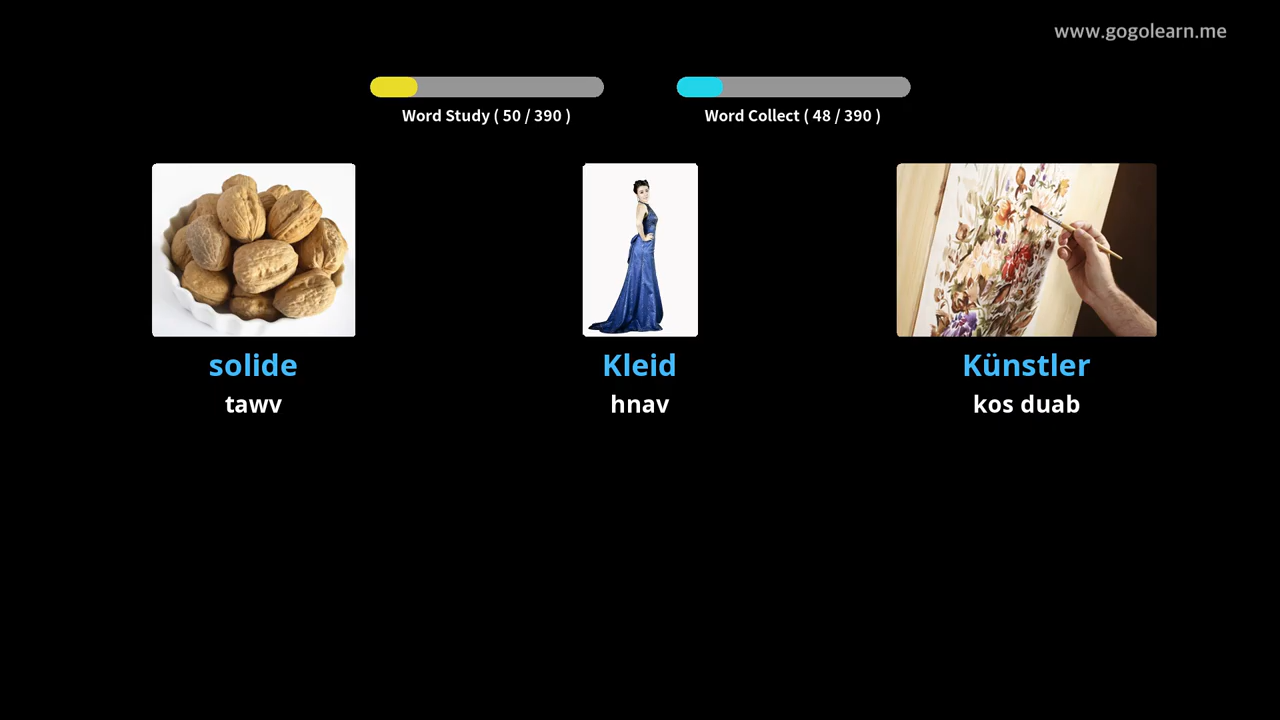 www.gogolearn.me
Word Study ( 50 / 390 )
Word Collect ( 48 / 390 )
solide
tawv
Kleid
hnav
Künstler
kos duab